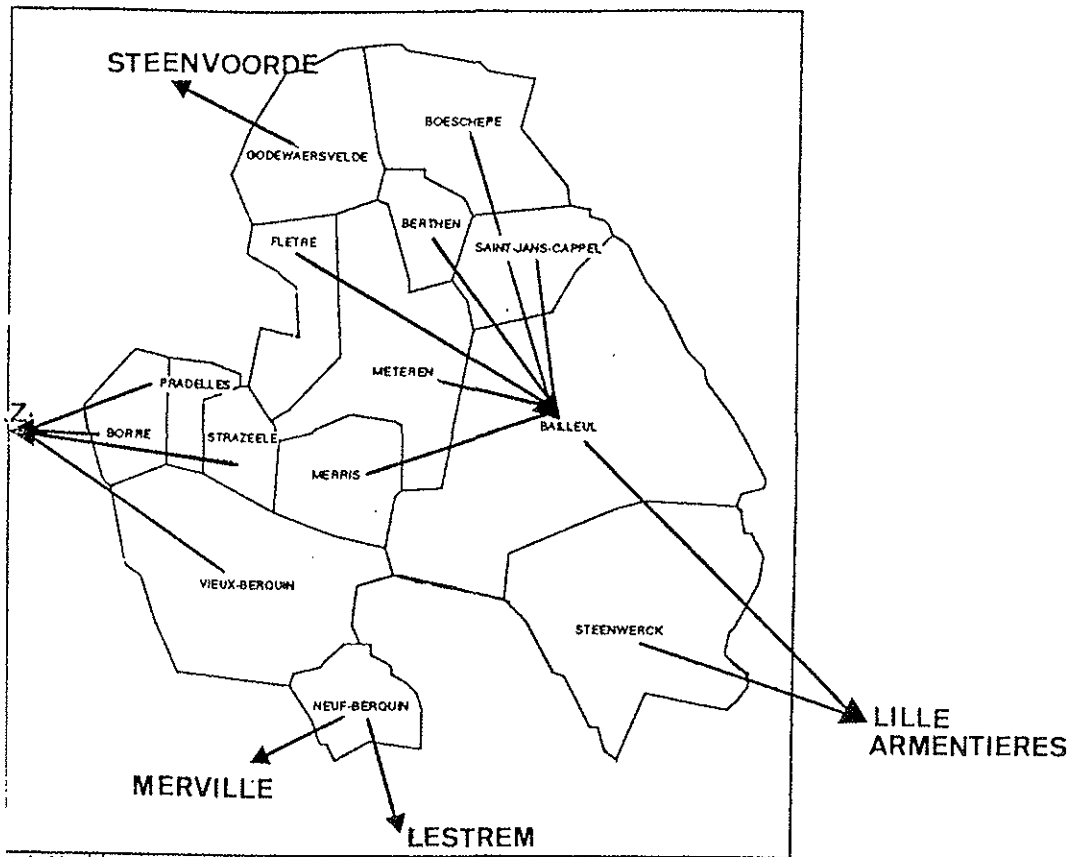 STEENVOORDE
BOESCHEPE
GODEWAERSVELDE
BERTHEN
FLETRE
SAINT-JANS-CAPPEL
METEREN
PRADELLES
Z
BORRE
STRAZEELE
BAILLEUL
MERRIS
VIEUX-BERQUIN
STEENWERCK
NEUF-BERQUIN
LILLE
ARMENTIERES
MERVILLE
LESTREM